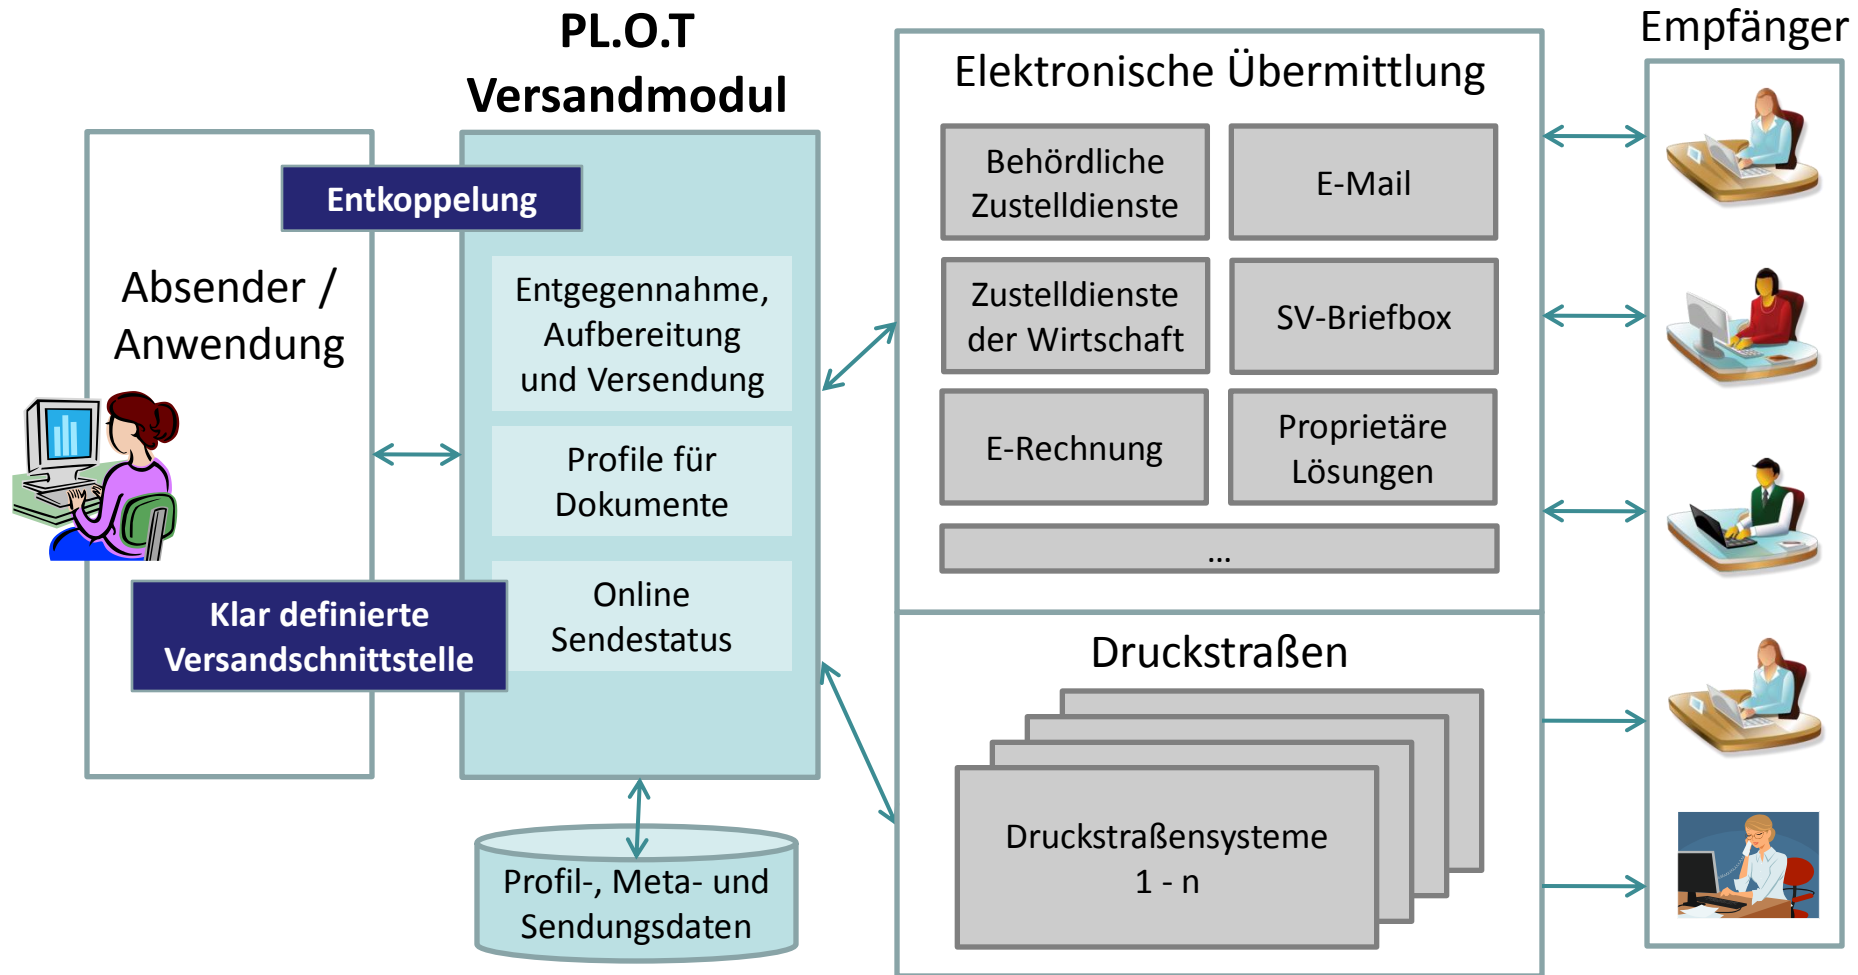 PL.O.T
Versandmodul
Entkoppelung
Absender /
Anwendung
Klar definierte
Versandschnittstelle
Entgegennahme,
Aufbereitung
und Versendung
Profile für
Dokumente
Online
Sendestatus
Profil-, Meta- und
Sendungsdaten
Elektronische Übermittlung
Behördliche
Zustelldienste
E-Mail
Zustelldienste
der Wirtschaft
SV-Briefbox
E-Rechnung
Proprietäre
Lösungen
...
Druckstraßen
Druckstraßensysteme
1 - n
Empfänger